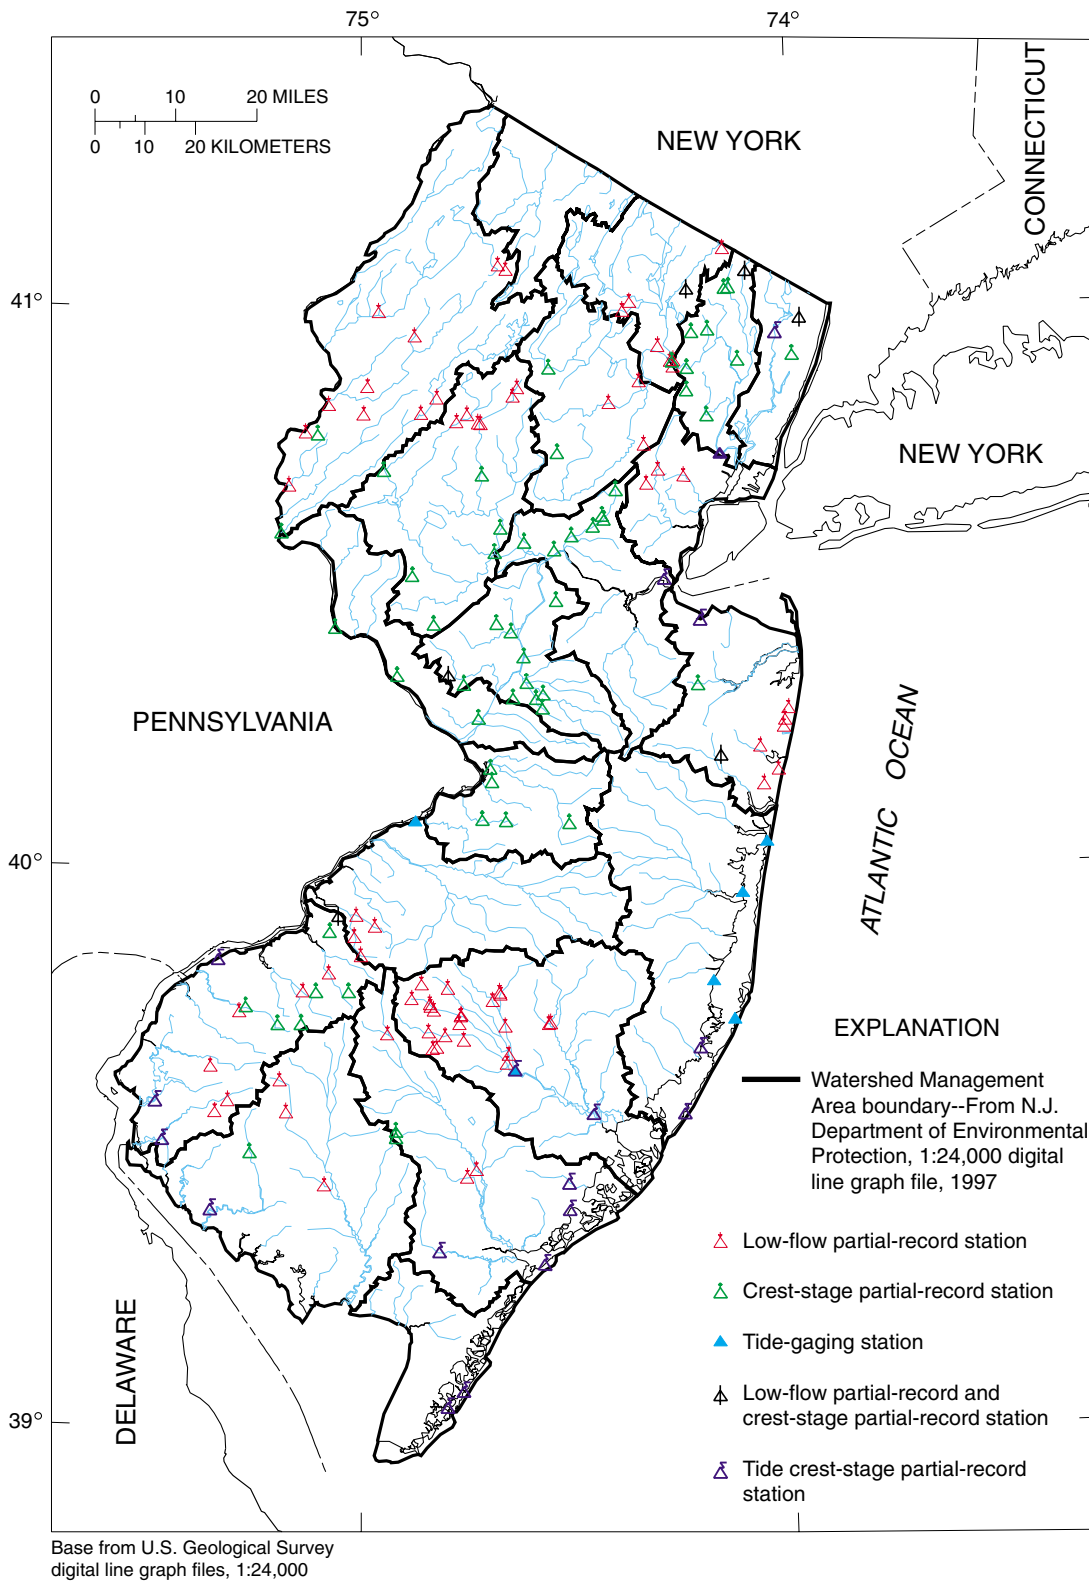 75°
74°
0 10 20 MILES
0 10 20 KILOMETERS
NEW YORK
CONNECTICUT
41°
NEW YORK
PENNSYLVANIA
ATLANTIC OCEAN
40°
EXPLANATION
Watershed Management
Area boundary--From N.J.
Department of Environmental
Protection, 1:24,000 digital
line graph file, 1997
Low-flow partial-record station
Crest-stage partial-record station
Tide-gaging station
Low-flow partial-record and
crest-stage partial-record station
Tide crest-stage partial-record
station
DELAWARE
39°
Base from U.S. Geological Survey
digital line graph files, 1:24,000